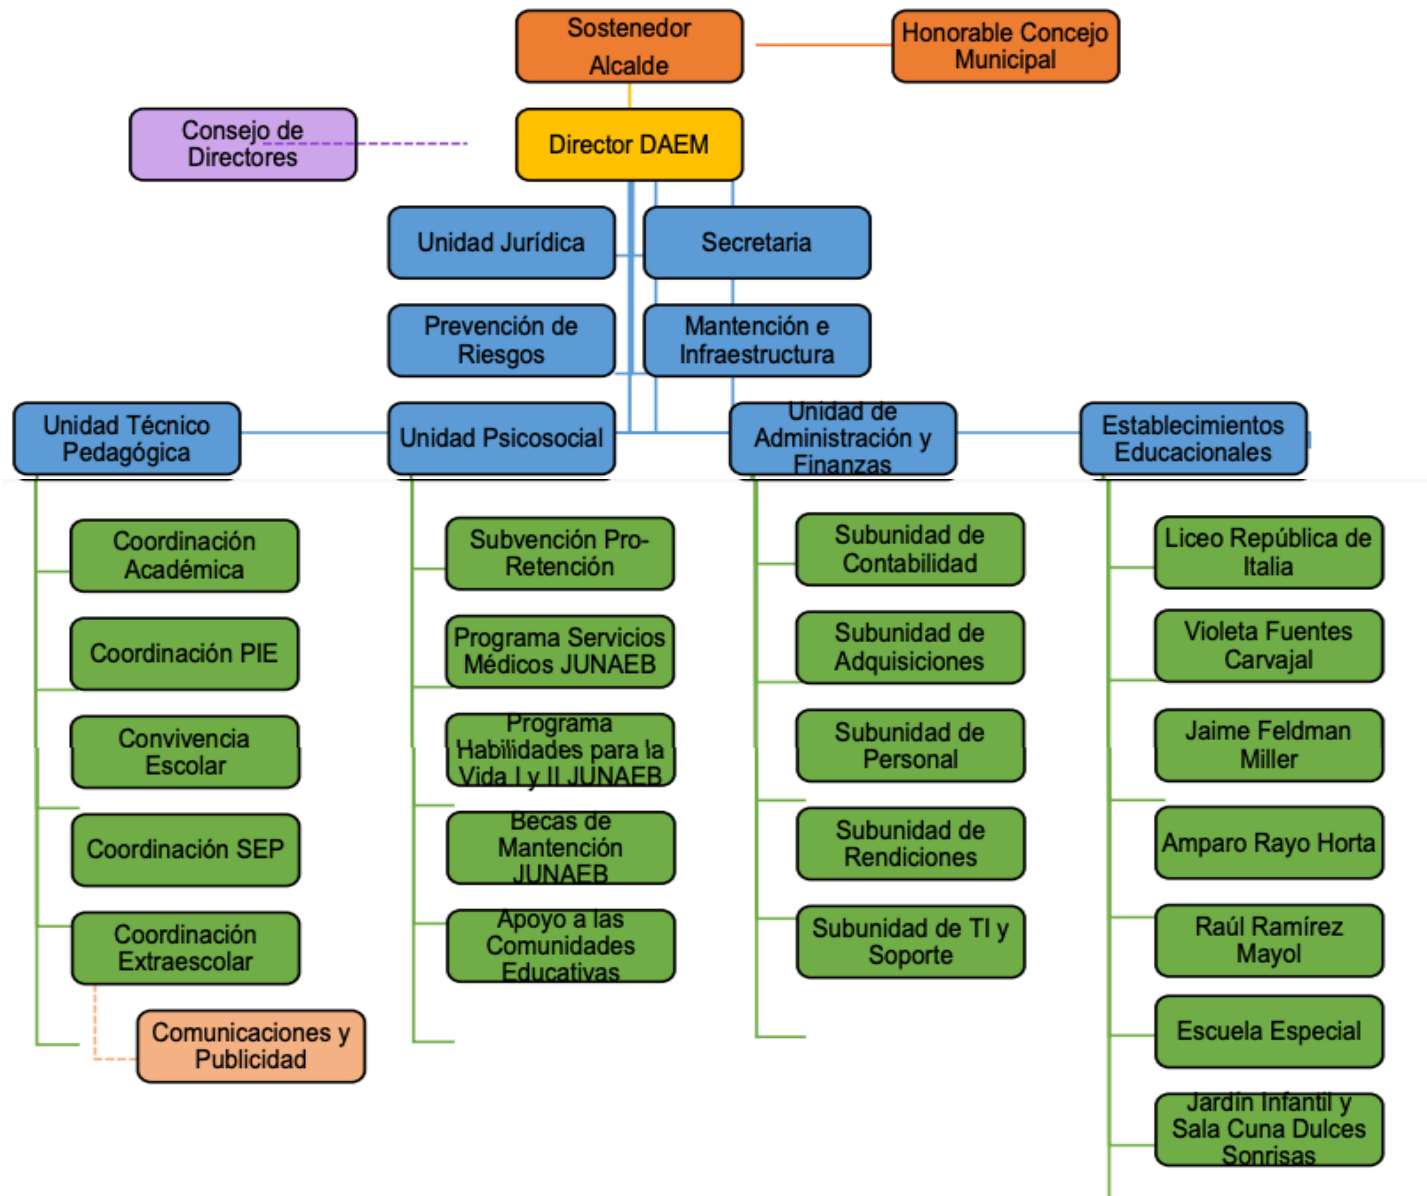 Sostenedor
Alcalde
Honorable Concejo
Municipal
Consejo de
Directores
Director DAEM
Unidad Jurídica
Secretaria
Prevención de
Riesgos
Mantención e
Infraestructura
Unidad Técnico
Pedagógica
Unidad Psicosocial
Unidad de
Administración y
Finanzas
Establecimientos
Educacionales
Coordinación
Académica
Coordinación PIE
Convivencia
Escolar
Coordinación SEP
Coordinación
Extraescolar
Comunicaciones y
Publicidad
Subvención Pro-
Retención
Programa Servicios
Médicos JUNAEB
Programa
Habilidades para la
Vida I y II JUNAEB
Becas de
Mantención
JUNAEB
Apoyo a las
Comunidades
Educativas
Subunidad de
Contabilidad
Subunidad de
Adquisiciones
Subunidad de
Personal
Subunidad de
Rendiciones
Subunidad de TI y
Soporte
Liceo República de
Italia
Violeta Fuentes
Carvajal
Jaime Feldman
Miller
Amparo Rayo Horta
Raúl Ramírez
Mayol
Escuela Especial
Jardín Infantil y
Sala Cuna Dulces
Sonrisas